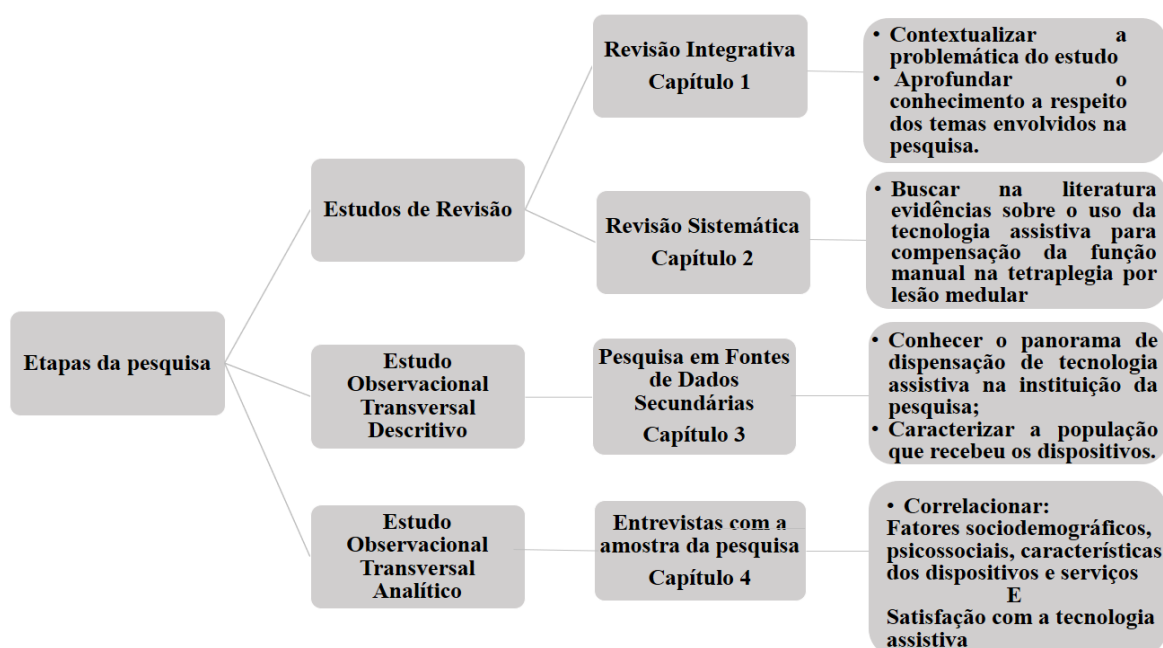 Etapas da pesquisa
Estudos de Revisão
Revisão Integrativa
Capítulo 1
• Contextualizar a
problemática do estudo
• Aprofundar o
conhecimento a respeito
dos temas envolvidos na
pesquisa.
Revisão Sistemática
Capítulo 2
• Buscar na literatura
evidências sobre o uso da
tecnologia assistiva para
compensação da função
manual na tetraplegia por
lesão medular
Estudo
Observacional
Transversal
Descritivo
Pesquisa em Fontes
de Dados
Secundárias
Capítulo 3
• Conhecer o panorama de
dispensação de tecnologia
assistiva na instituição da
pesquisa;
• Caracterizar a população
que recebeu os dispositivos.
Estudo
Observacional
Transversal
Analítico
Entrevistas com a
amostra da pesquisa
Capítulo 4
• Correlacionar:
Fatores sociodemográficos,
psicossociais, características
dos dispositivos e serviços
E
Satisfação com a tecnologia
assistiva